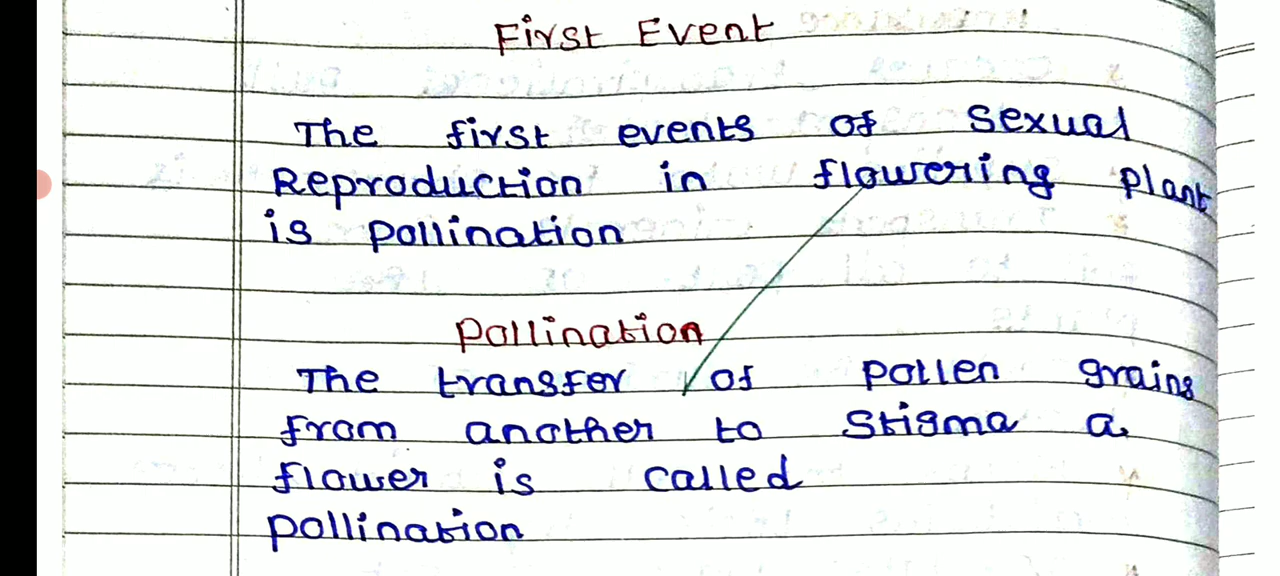 First Event
The first events of Sexual
Reproduction in flowering plant
is pollination
pollination
The transfer of pollen grains
from another to stigma a
flower is called
pollination